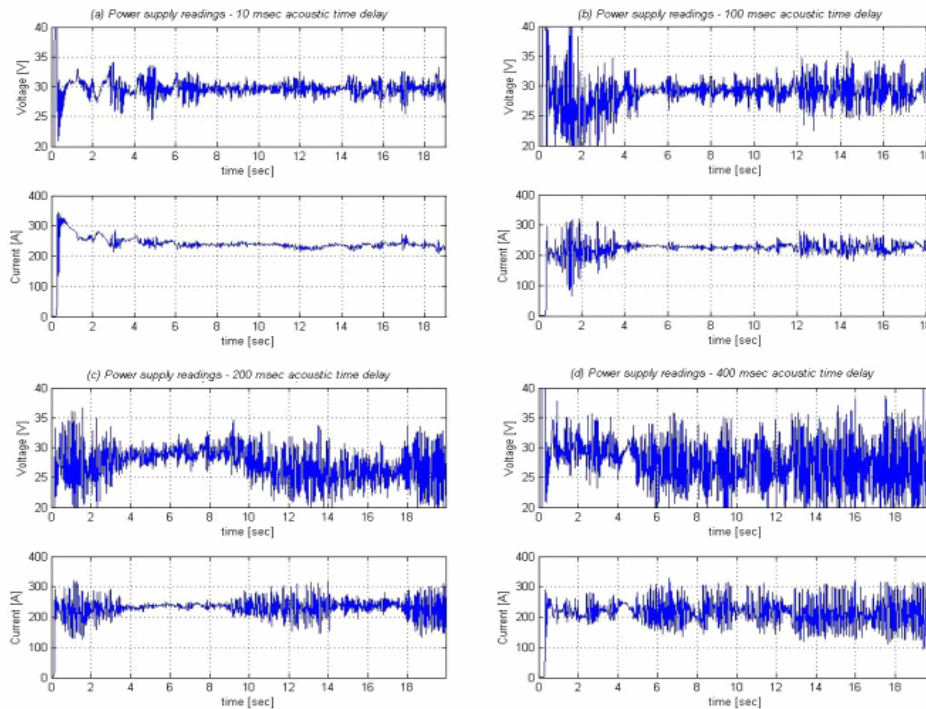 (a) Power supply readings - 10 msec acoustic time delay
40
35
30
25
20
Voltage [V]
0 2 4 6 8 10 12 14 16 18
time [sec]
400
300
200
100
0
Current [A]
0 2 4 6 8 10 12 14 16 18
time [sec]
(b) Power supply readings - 100 msec acoustic time delay
40
35
30
25
20
Voltage [V]
0 2 4 6 8 10 12 14 16 18
time [sec]
400
300
200
100
0
Current [A]
0 2 4 6 8 10 12 14 16 18
time [sec]
(c) Power supply readings - 200 msec acoustic time delay
40
35
30
25
20
Voltage [V]
0 2 4 6 8 10 12 14 16 18
time [sec]
400
300
200
100
0
Current [A]
0 2 4 6 8 10 12 14 16 18
time [sec]
(d) Power supply readings - 400 msec acoustic time delay
40
35
30
25
20
Voltage [V]
0 2 4 6 8 10 12 14 16 18
time [sec]
400
300
200
100
0
Current [A]
0 2 4 6 8 10 12 14 16 18
time [sec]